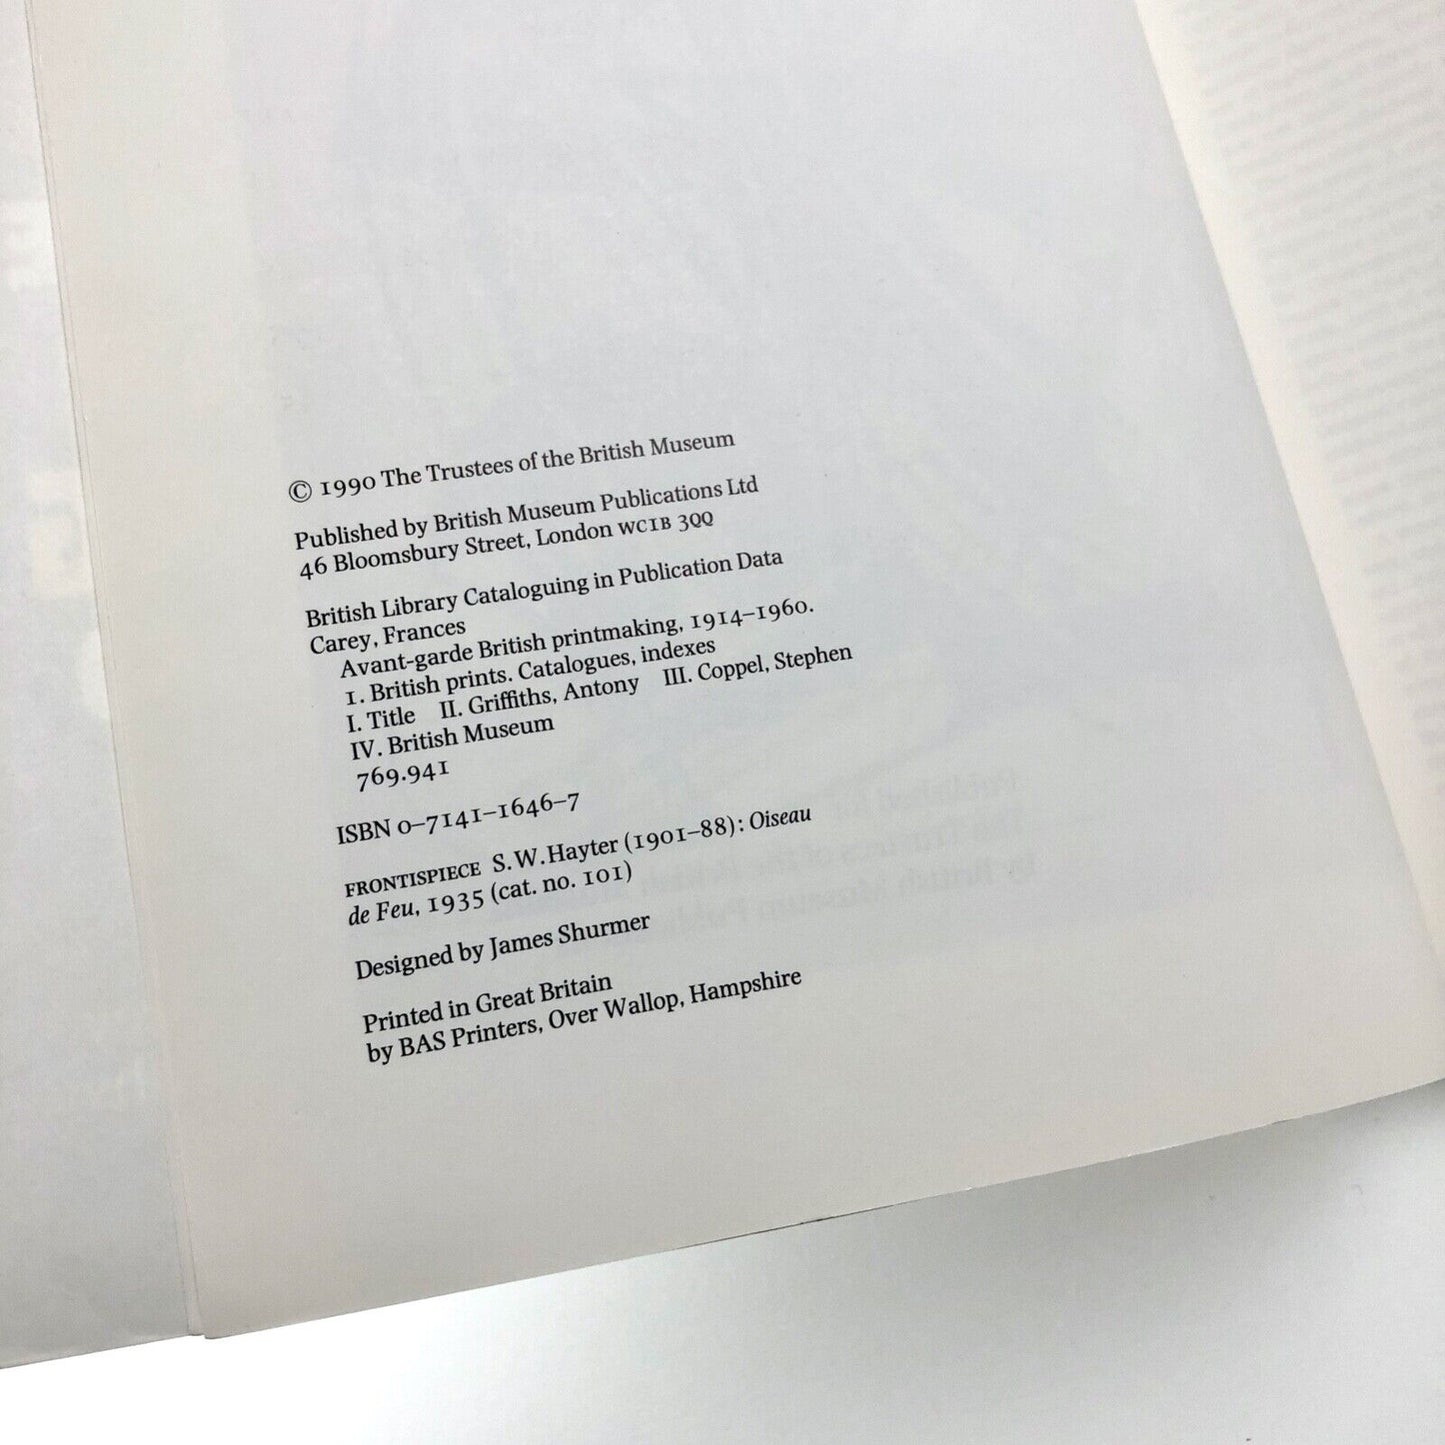 © 1990 The Trustees of the British Museum
Published by British Museum Publications Ltd
46 Bloomsbury Street, London WC1B 3QQ
British Library Cataloguing in Publication Data
Carey, Frances
Avant-garde British printmaking, 1914–1960.
1. British prints. Catalogues, indexes
I. Title II. Griffiths, Antony III. Coppel, Stephen
IV. British Museum
769.941
ISBN 0–7141–1646–7
FRONTISPIECE S.W.Hayter (1901–88): Oiseau
de Feu, 1935 (cat. no. 101)
Designed by James Shurmer
Printed in Great Britain
by BAS Printers, Over Wallop, Hampshire